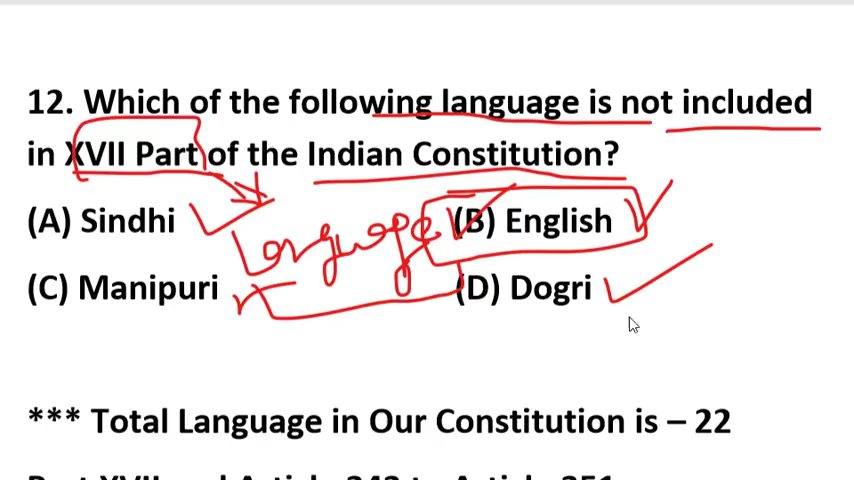 12. Which of the following language is not included
in XVII Part of the Indian Constitution?
(A) Sindhi
Language
(B) English
(C) Manipuri
(D) Dogri
*** Total Language in Our Constitution is – 22